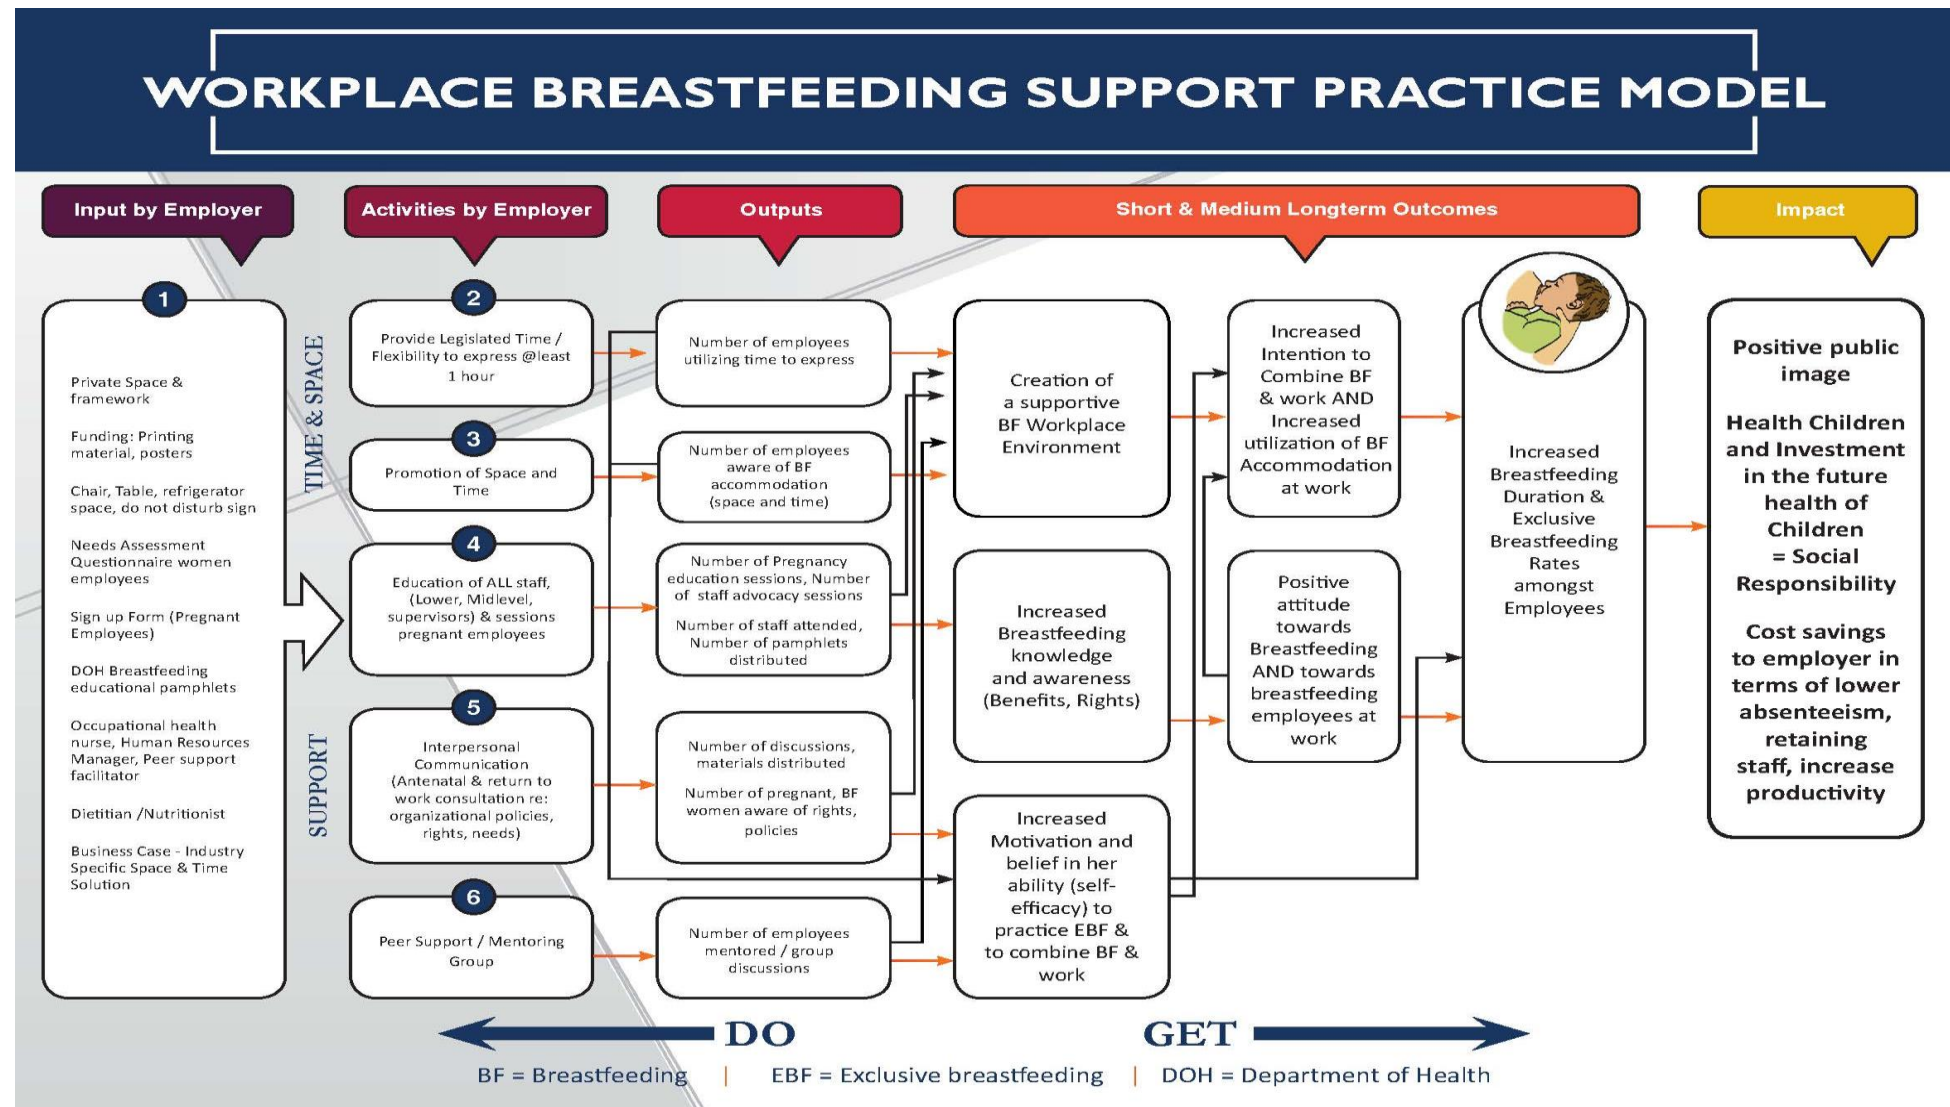 WORKPLACE BREASTFEEDING SUPPORT PRACTICE MODEL
Input by Employer
Activities by Employer
Outputs
Short & Medium Longterm Outcomes
Impact
1
Private Space &
framework
Funding: Printing
material, posters
Chair, Table, refrigerator
space, do not disturb sign
Needs Assessment
Questionnaire women
employees
Sign up Form (Pregnant
Employees)
DOH Breastfeeding
educational pamphlets
Occupational health
nurse, Human Resources
Manager, Peer support
facilitator
Dietitian /Nutritionist
Business Case - Industry
Specific Space & Time
Solution
TIME & SPACE
SUPPORT
2
Provide Legislated Time /
Flexibility to express @least
1 hour
3
Promotion of Space and
Time
4
Education of ALL staff,
(Lower, Midlevel,
supervisors) & sessions
pregnant employees
5
Interpersonal
Communication
(Antenatal & return to
work consultation re:
organizational policies,
rights, needs)
6
Peer Support / Mentoring
Group
Number of employees
utilizing time to express
Number of employees
aware of BF
accommodation
(space and time)
Number of Pregnancy
education sessions, Number
of staff advocacy sessions
Number of staff attended,
Number of pamphlets
distributed
Number of discussions,
materials distributed
Number of pregnant, BF
women aware of rights,
policies
Number of employees
mentored / group
discussions
Creation of
a supportive
BF Workplace
Environment
Increased
Breastfeeding
knowledge
and awareness
(Benefits, Rights)
Increased
Motivation and
belief in her
ability (self-
efficacy) to
practice EBF &
to combine BF &
work
Increased
Intention to
Combine BF
& work AND
Increased
utilization of BF
Accommodation
at work
Positive
attitude
towards
Breastfeeding
AND towards
breastfeeding
employees at
work
Increased
Breastfeeding
Duration &
Exclusive
Breastfeeding
Rates
amongst
Employees
Positive public
image
Health Children
and Investment
in the future
health of
Children
= Social
Responsibility
Cost savings
to employer in
terms of lower
absenteeism,
retaining
staff, increase
productivity
DO
GET
BF = Breastfeeding | EBF = Exclusive breastfeeding | DOH = Department of Health